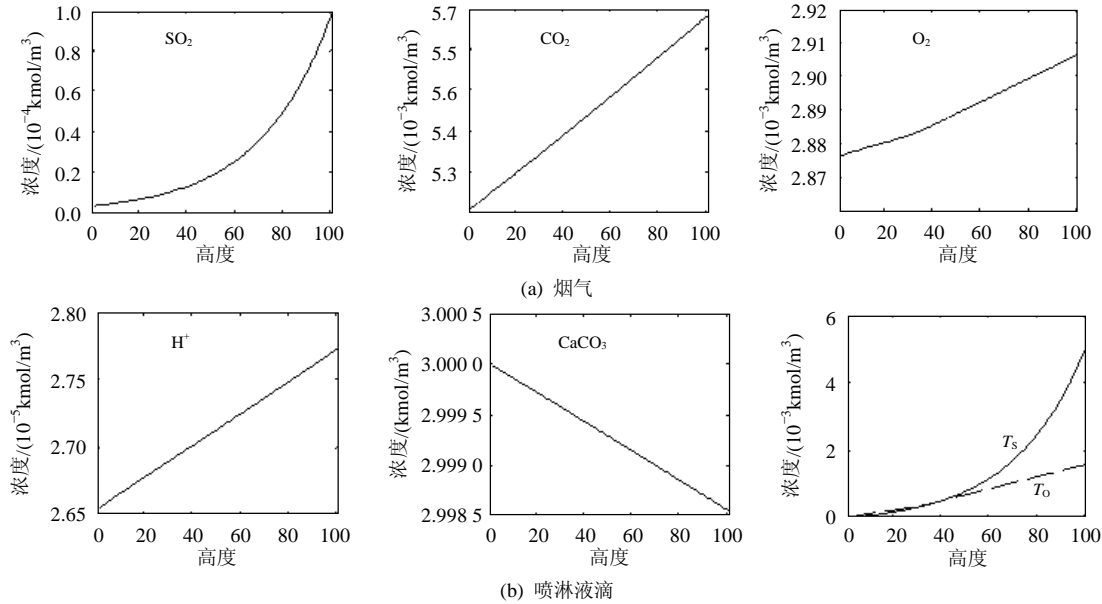 浓度/(10⁻⁴kmol/m³)
1.0
0.8
0.6
0.4
0.2
0.0
SO₂
0 20 40 60 80 100
高度
浓度/(10⁻³kmol/m³)
5.7
5.5
5.6
5.4
5.3
CO₂
0 20 40 60 80 100
高度
浓度/(10⁻³kmol/m³)
2.92
2.91
2.90
2.89
2.88
2.87
O₂
0 20 40 60 80 100
高度
(a) 烟气
浓度/(10⁻⁵kmol/m³)
2.80
2.75
2.70
2.65
H⁺
0 20 40 60 80 100
高度
浓度/(kmol/m³)
3.000 5
3.000 0
2.999 5
2.999 0
2.998 5
CaCO₃
0 20 40 60 80 100
高度
浓度/(10⁻³kmol/m³)
6
4
2
0
T_S
T_O
0 20 40 60 80 100
高度
(b) 喷淋液滴